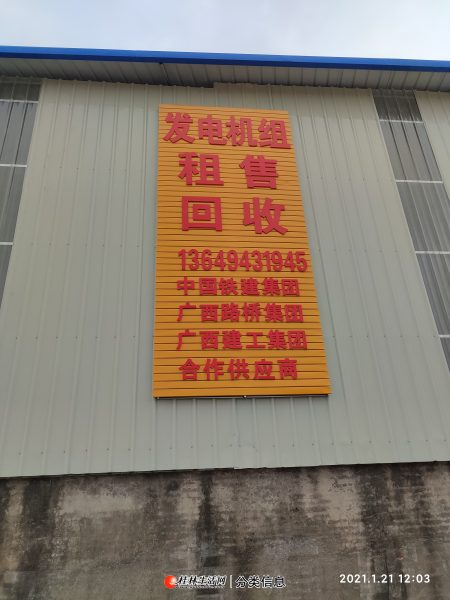 发电机组
租售
回收
13649431945
中国铁建集团
广西路桥集团
广西建工集团
合作供应商
桂林生活网 | 分类信息
2021.1.21 12:03